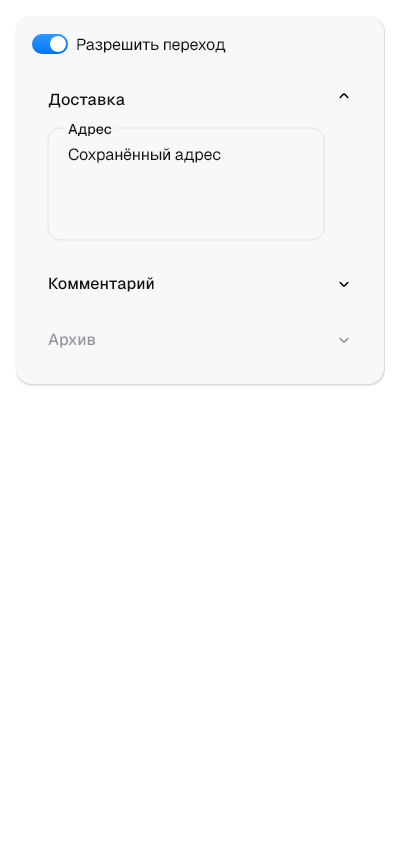 Разрешить переход
Доставка
Адрес
Сохранённый адрес
Комментарий
Архив